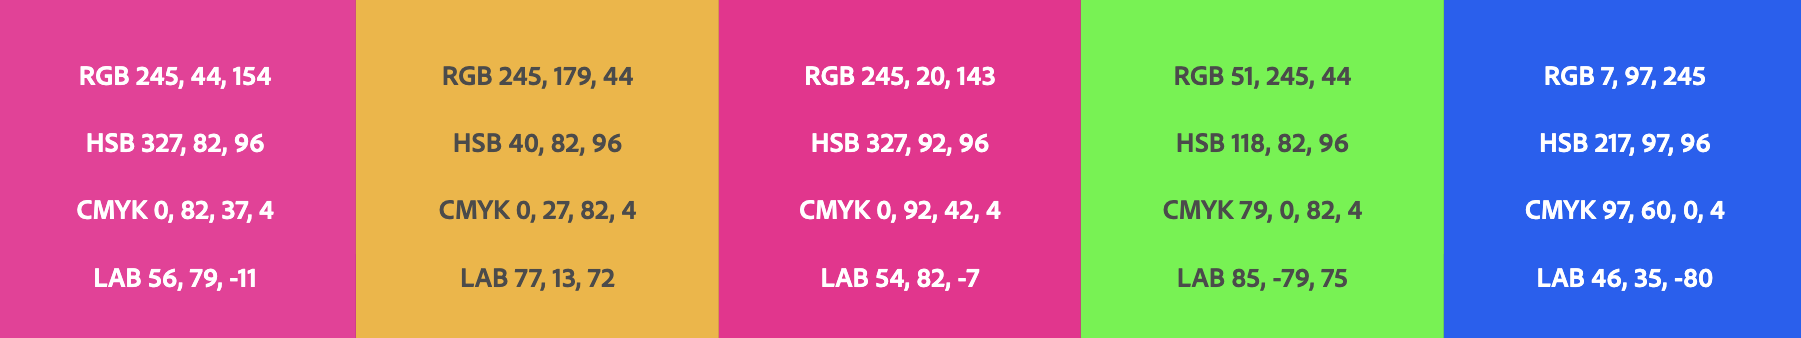 RGB 245, 44, 154
HSB 327, 82, 96
CMYK 0, 82, 37, 4
LAB 56, 79, -11
RGB 245, 179, 44
HSB 40, 82, 96
CMYK 0, 27, 82, 4
LAB 77, 13, 72
RGB 245, 20, 143
HSB 327, 92, 96
CMYK 0, 92, 42, 4
LAB 54, 82, -7
RGB 51, 245, 44
HSB 118, 82, 96
CMYK 79, 0, 82, 4
LAB 85, -79, 75
RGB 7, 97, 245
HSB 217, 97, 96
CMYK 97, 60, 0, 4
LAB 46, 35, -80